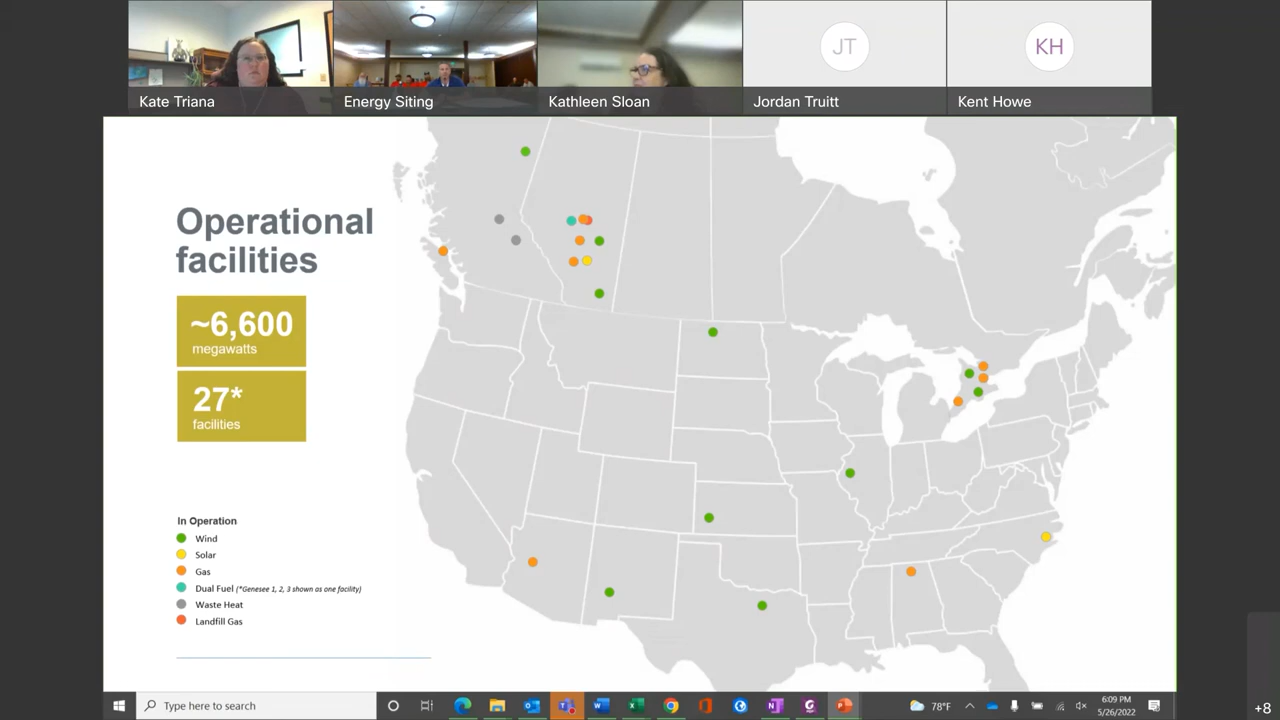 JT
KH
Kate Triana
Energy Siting
Kathleen Sloan
Jordan Truitt
Kent Howe
Operational
facilities
~6,600
megawatts
27*
facilities
In Operation
Wind
Solar
Gas
Dual Fuel (*Genesee 1, 2, 3 shown as one facility)
Waste Heat
Landfill Gas
Type here to search
78°F
6:09 PM
5/26/2022
+8